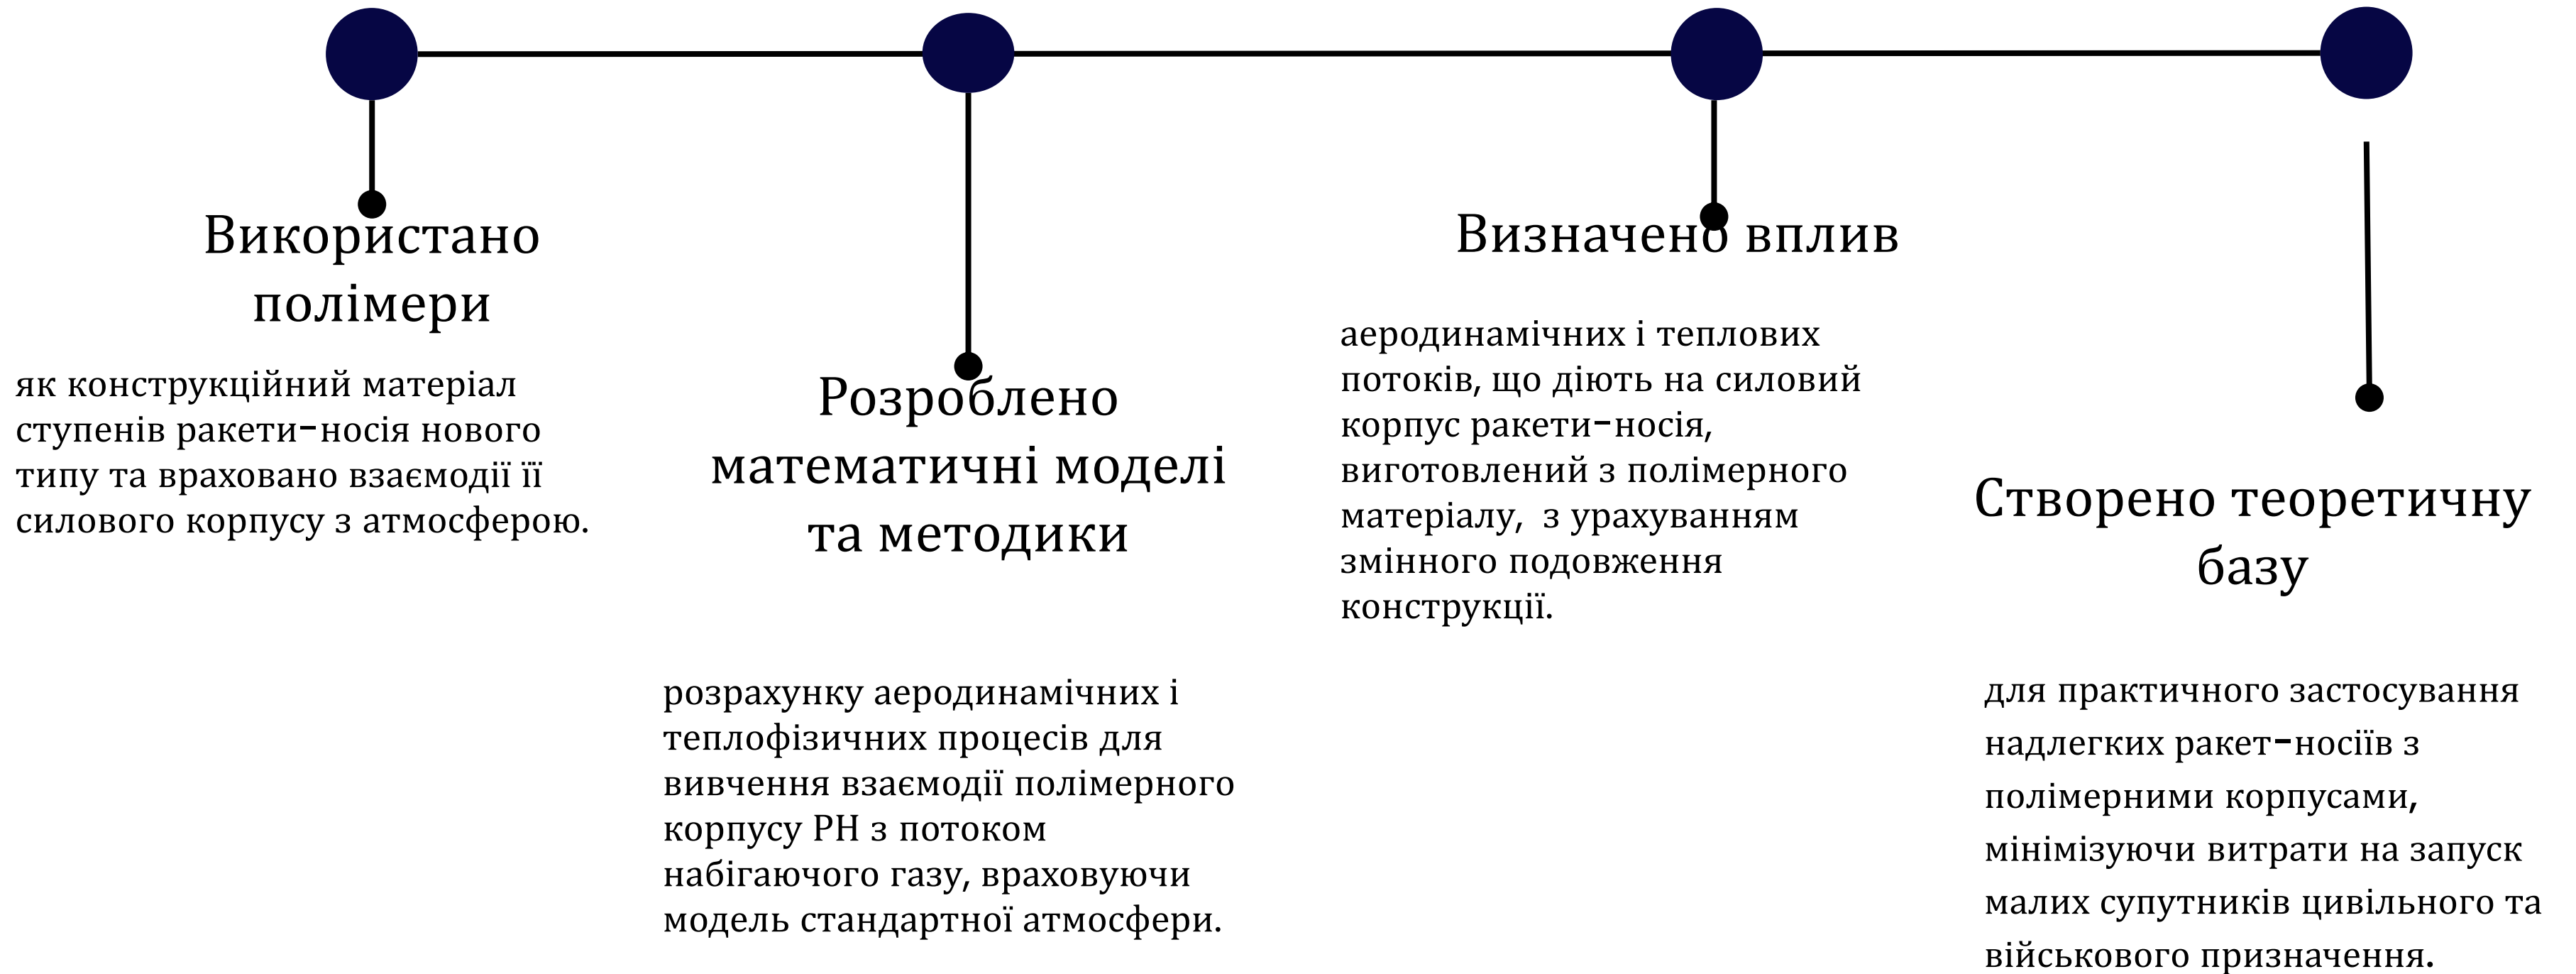 Використано
полімери
як конструкційний матеріал
ступенів ракети-носія нового
типу та враховано взаємодії її
силового корпусу з атмосферою.
Розроблено
математичні моделі
та методики
розрахунку аеродинамічних і
теплофізичних процесів для
вивчення взаємодії полімерного
корпусу РН з потоком
набігаючого газу, враховуючи
модель стандартної атмосфери.
Визначено вплив
аеродинамічних і теплових
потоків, що діють на силовий
корпус ракети-носія,
виготовлений з полімерного
матеріалу, з урахуванням
змінного подовження
конструкції.
Створено теоретичну
базу
для практичного застосування
надлегких ракет-носіїв з
полімерними корпусами,
мінімізуючи витрати на запуск
малих супутників цивільного та
військового призначення.